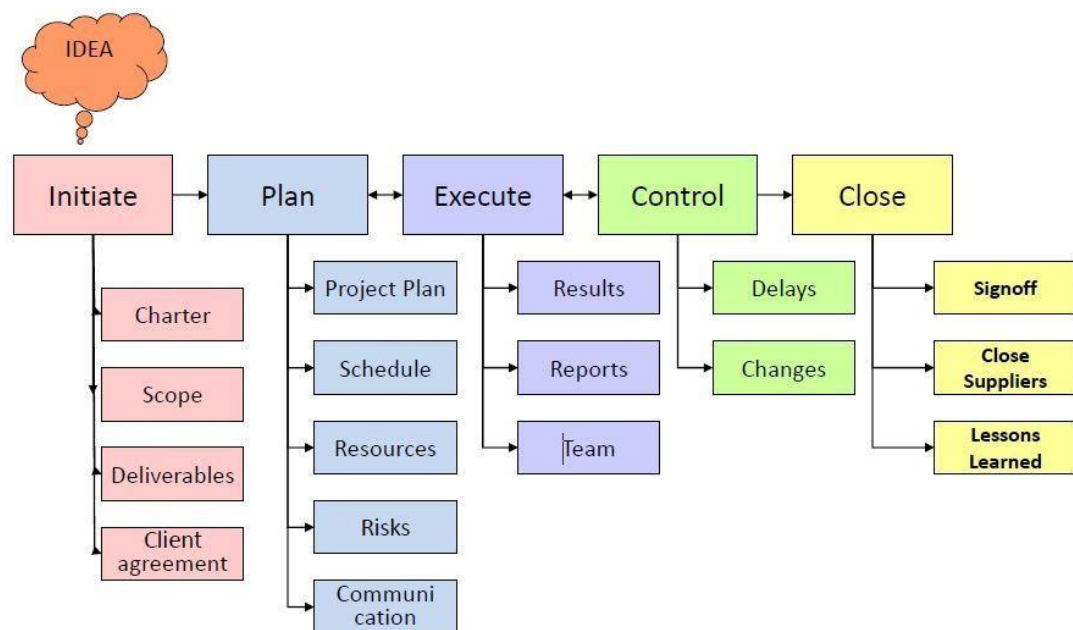 IDEA
Initiate
Plan
Execute
Control
Close
Charter
Scope
Deliverables
Client
agreement
Project Plan
Schedule
Resources
Risks
Communi
cation
Results
Reports
Team
Delays
Changes
Signoff
Close
Suppliers
Lessons
Learned